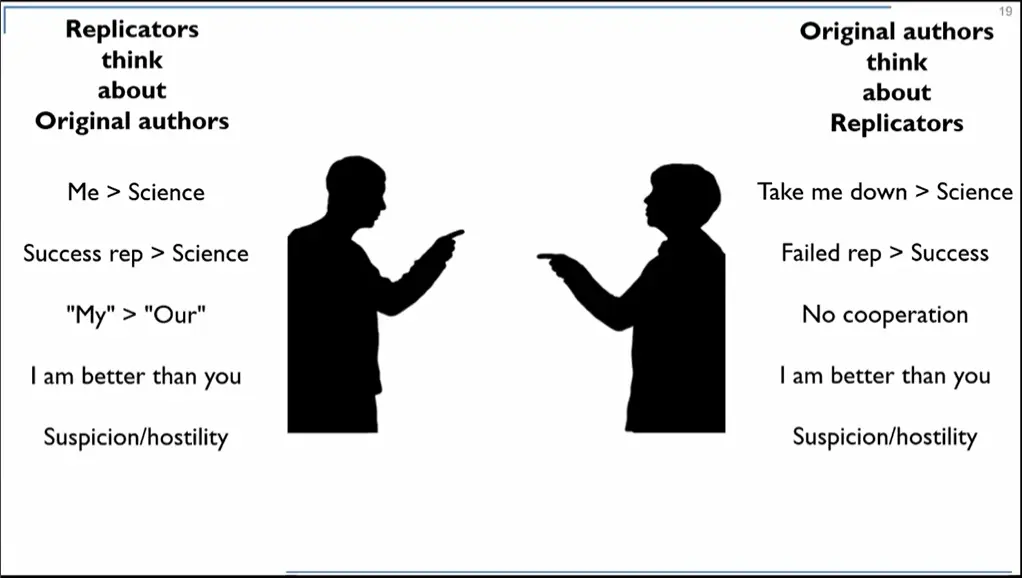 19
Replicators
think
about
Original authors
Me > Science
Success rep > Science
"My" > "Our"
I am better than you
Suspicion/hostility
Original authors
think
about
Replicators
Take me down > Science
Failed rep > Success
No cooperation
I am better than you
Suspicion/hostility